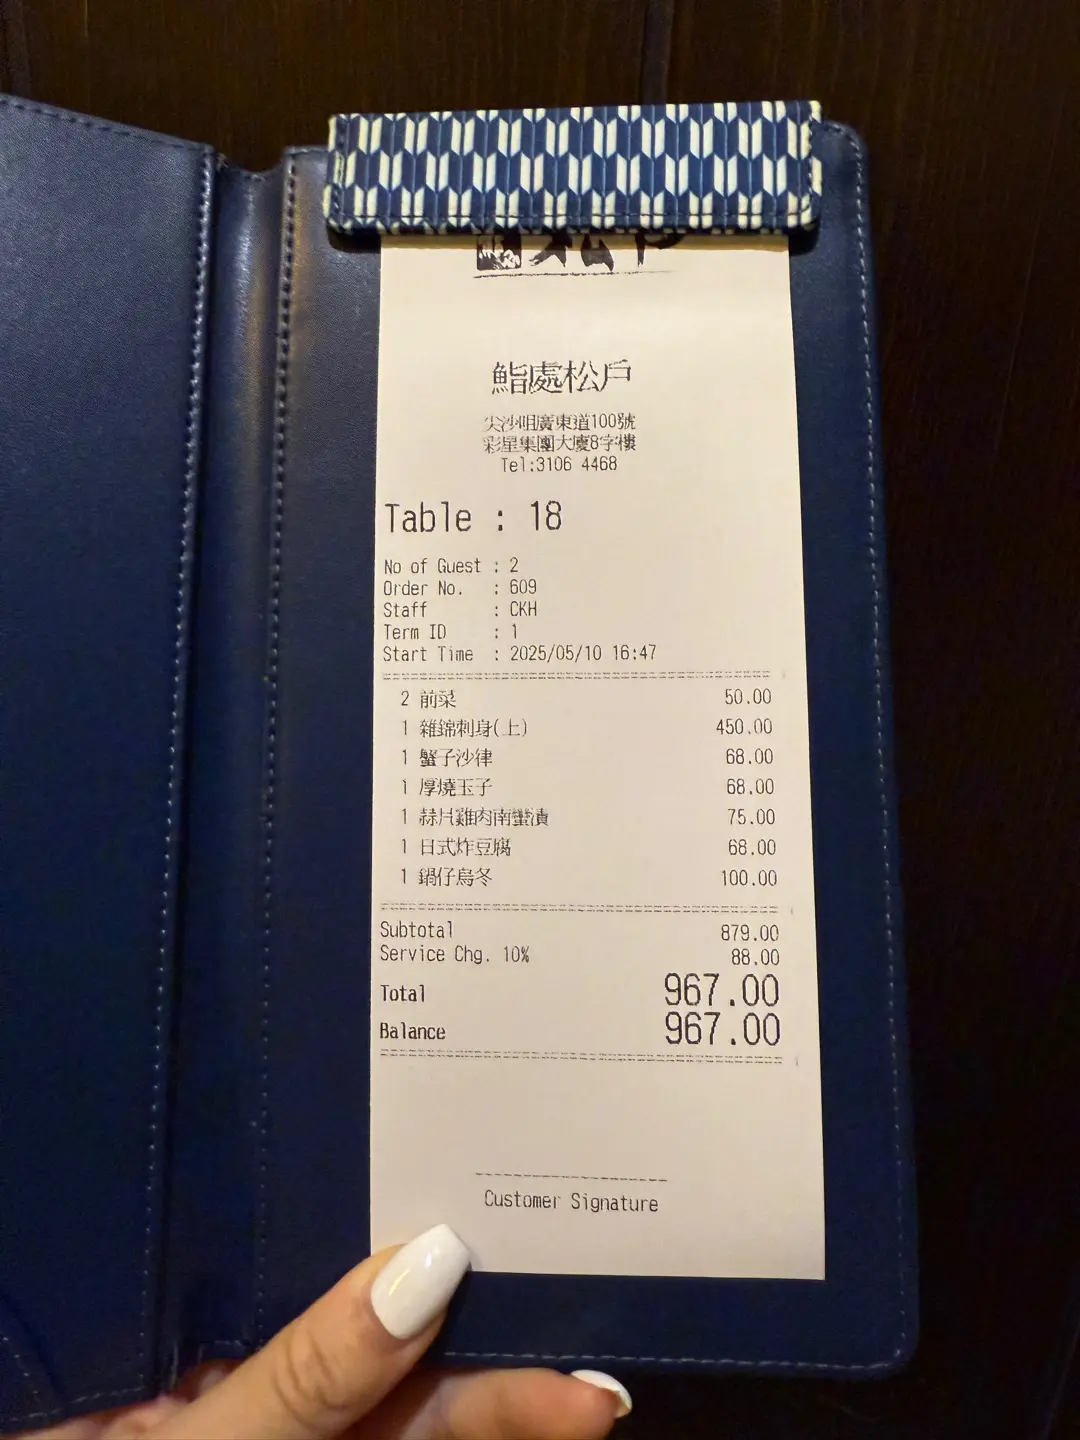 鮨處松戶
尖沙咀廣東道100號
彩星集團大廈8字樓
Tel:3106 4468
Table : 18
No of Guest : 2
Order No. : 609
Staff : CKH
Term ID : 1
Start Time : 2025/05/10 16:47
2 前菜 50.00
1 雜錦刺身(上) 450.00
1 蟹子沙律 68.00
1 厚燒玉子 68.00
1 蒜片雞肉南蠻漬 75.00
1 日式炸豆腐 68.00
1 鍋仔烏冬 100.00
Subtotal 879.00
Service Chg. 10% 88.00
Total 967.00
Balance 967.00
Customer Signature